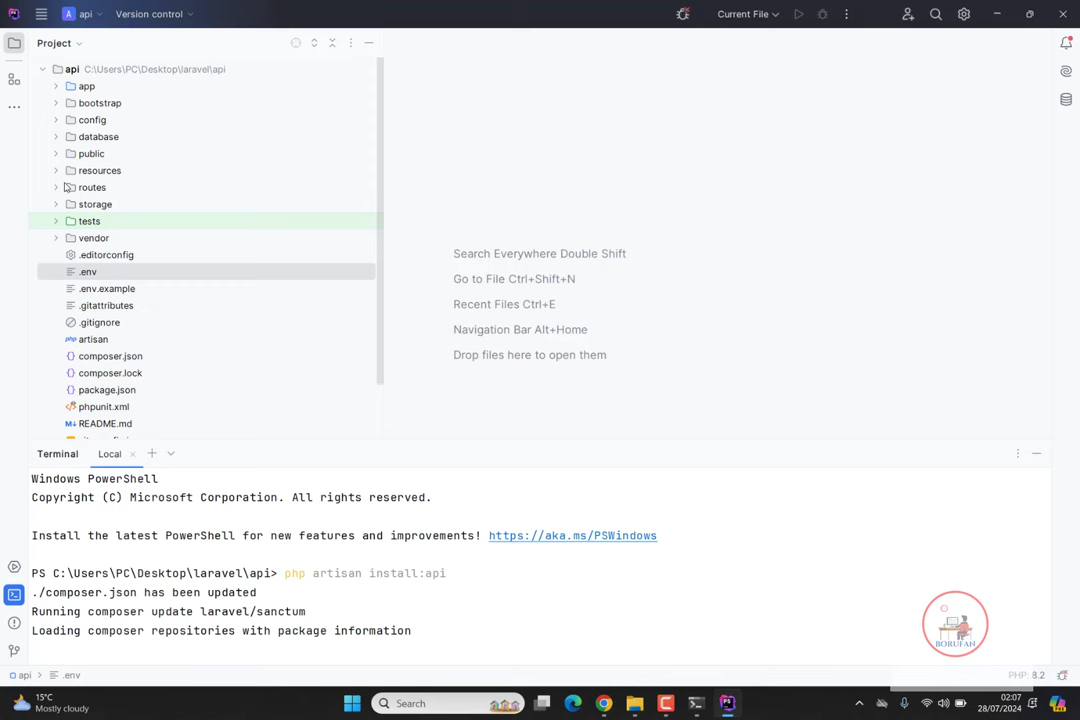 api
Version control
Current File
Project
api C:\Users\PC\Desktop\laravel\api
app
bootstrap
config
database
public
resources
routes
storage
tests
vendor
.editorconfig
.env
.env.example
.gitattributes
.gitignore
artisan
composer.json
composer.lock
package.json
phpunit.xml
README.md
Search Everywhere Double Shift
Go to File Ctrl+Shift+N
Recent Files Ctrl+E
Navigation Bar Alt+Home
Drop files here to open them
Terminal Local
Windows PowerShell
Copyright (C) Microsoft Corporation. All rights reserved.
Install the latest PowerShell for new features and improvements! https://aka.ms/PSWindows
PS C:\Users\PC\Desktop\laravel\api> php artisan install:api
./composer.json has been updated
Running composer update laravel/sanctum
Loading composer repositories with package information
BORUFAN
api > .env
PHP: 8.2
15°C
Mostly cloudy
Search
02:07
28/07/2024